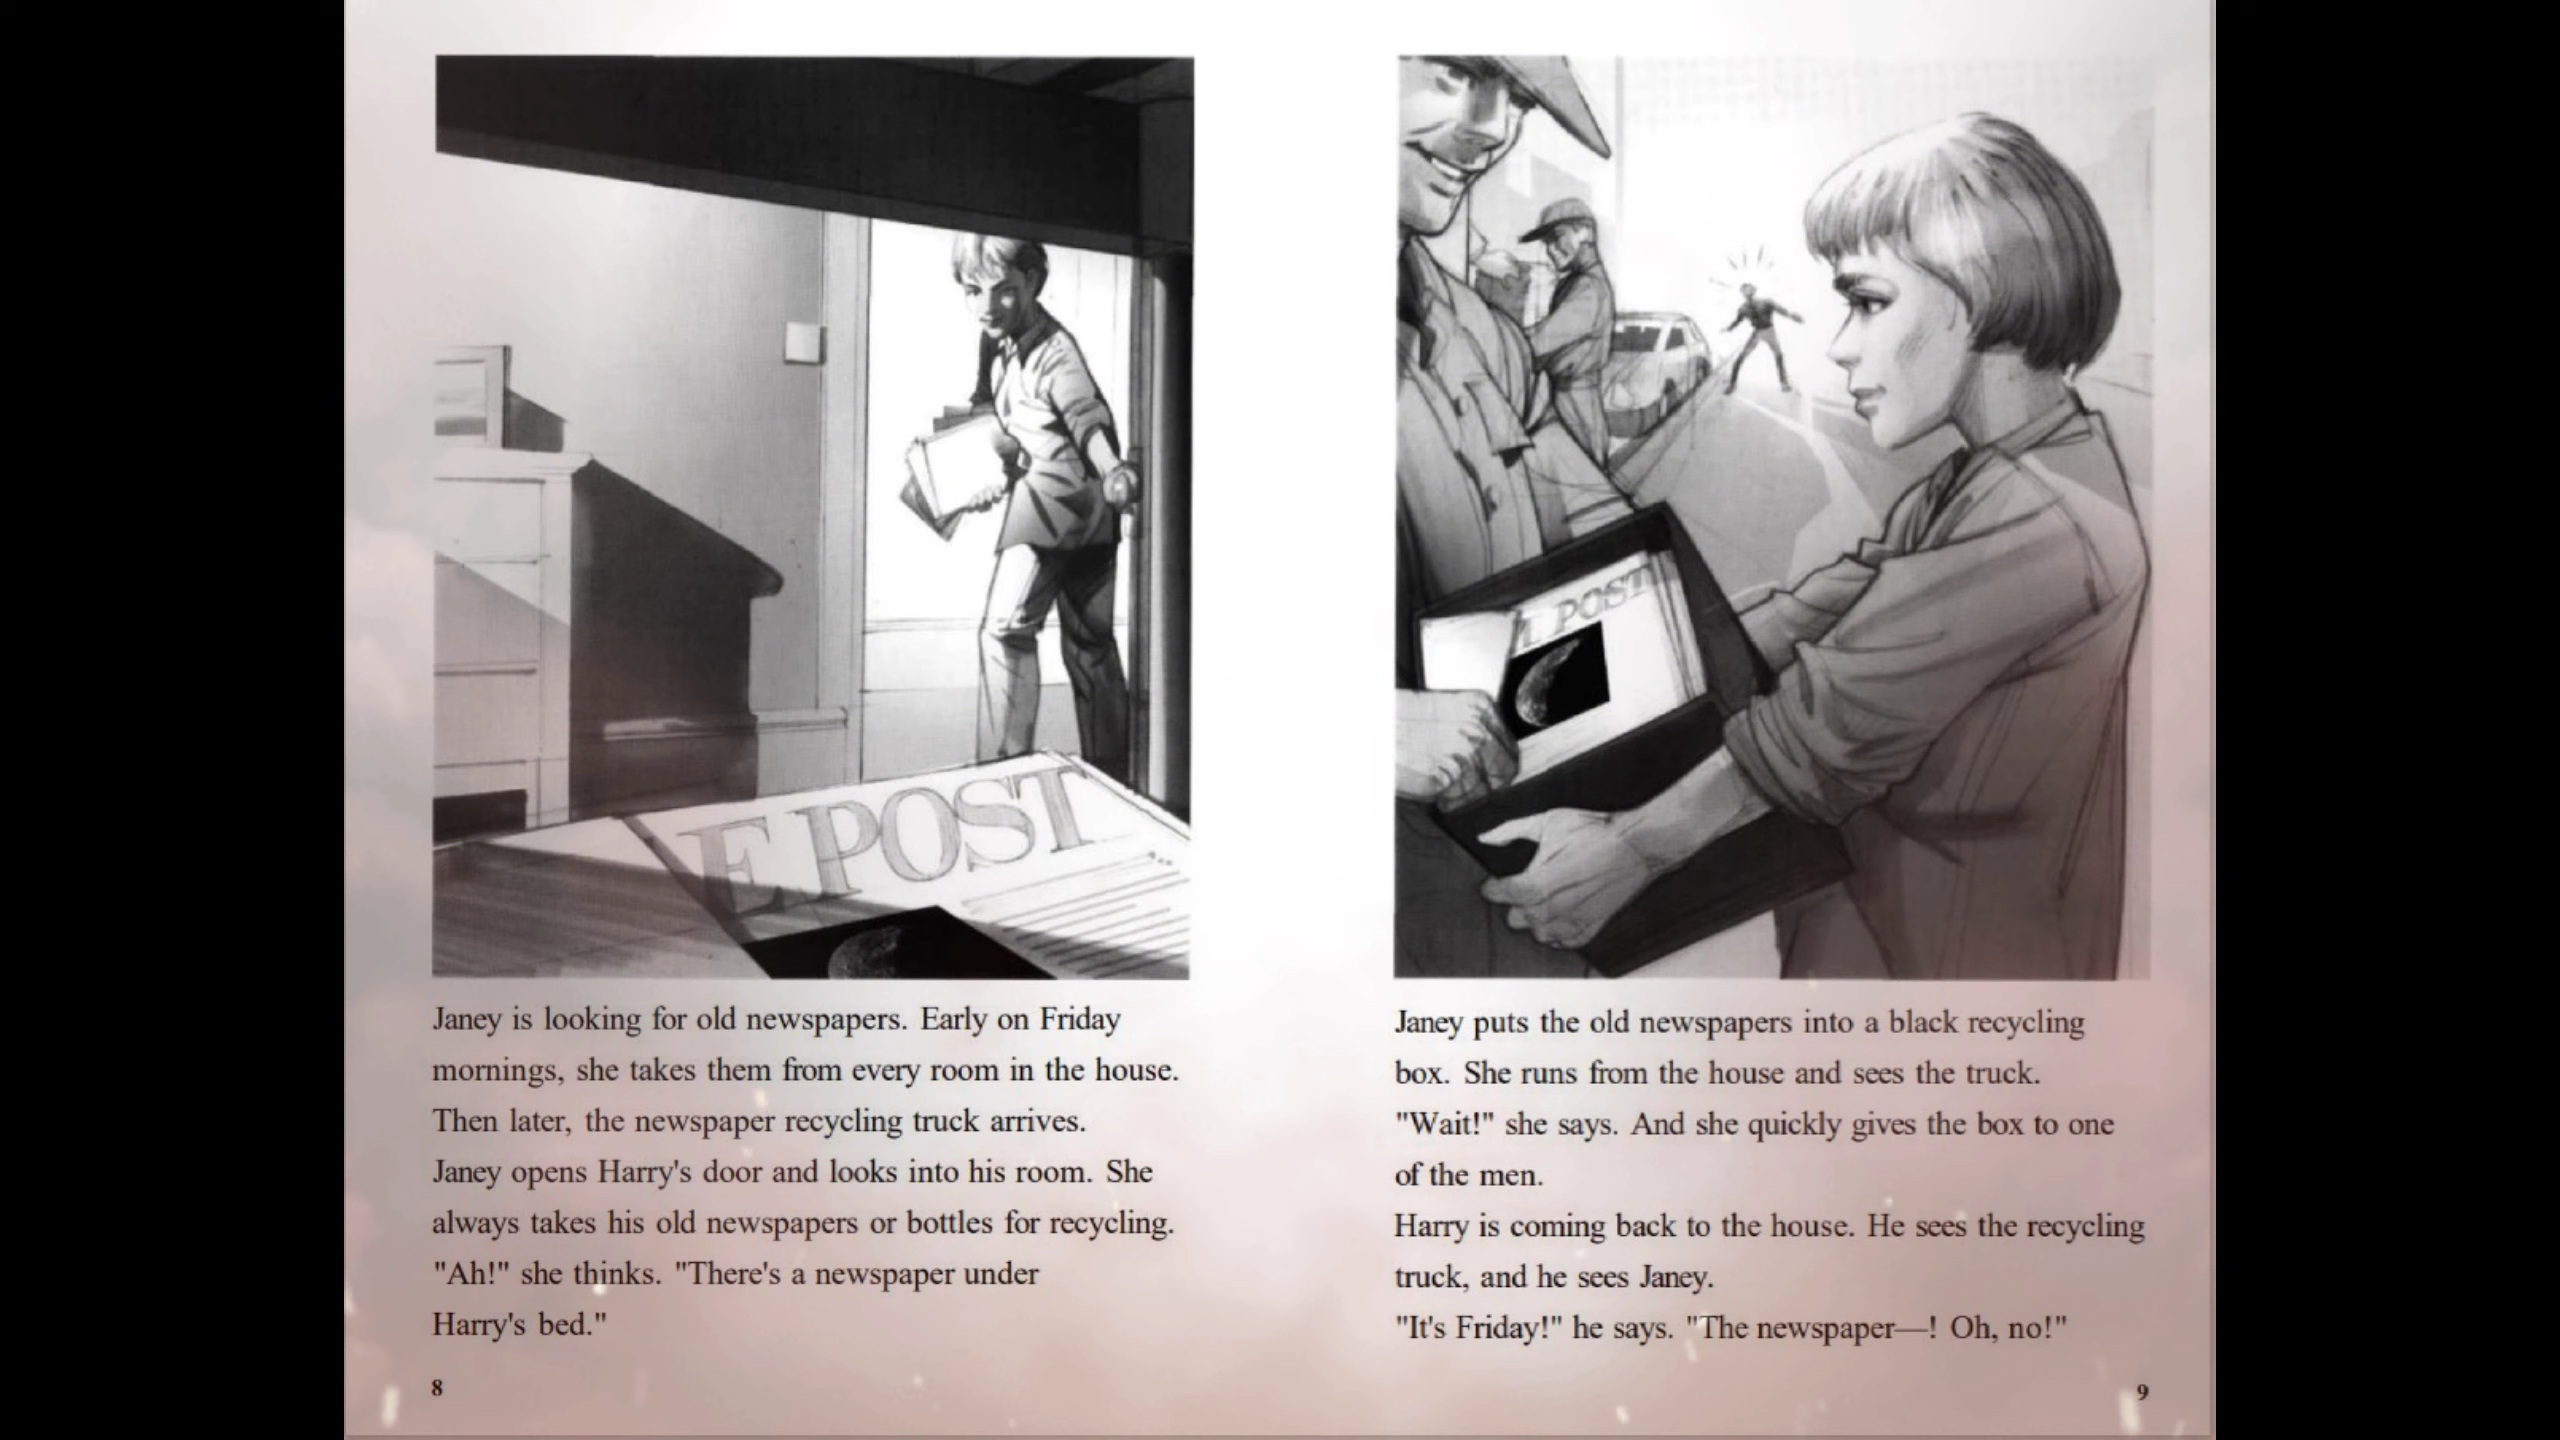 E POST
Janey is looking for old newspapers. Early on Friday
mornings, she takes them from every room in the house.
Then later, the newspaper recycling truck arrives.
Janey opens Harry's door and looks into his room. She
always takes his old newspapers or bottles for recycling.
"Ah!" she thinks. "There's a newspaper under
Harry's bed."
8
E POST
Janey puts the old newspapers into a black recycling
box. She runs from the house and sees the truck.
"Wait!" she says. And she quickly gives the box to one
of the men.
Harry is coming back to the house. He sees the recycling
truck, and he sees Janey.
"It's Friday!" he says. "The newspaper—! Oh, no!"
9